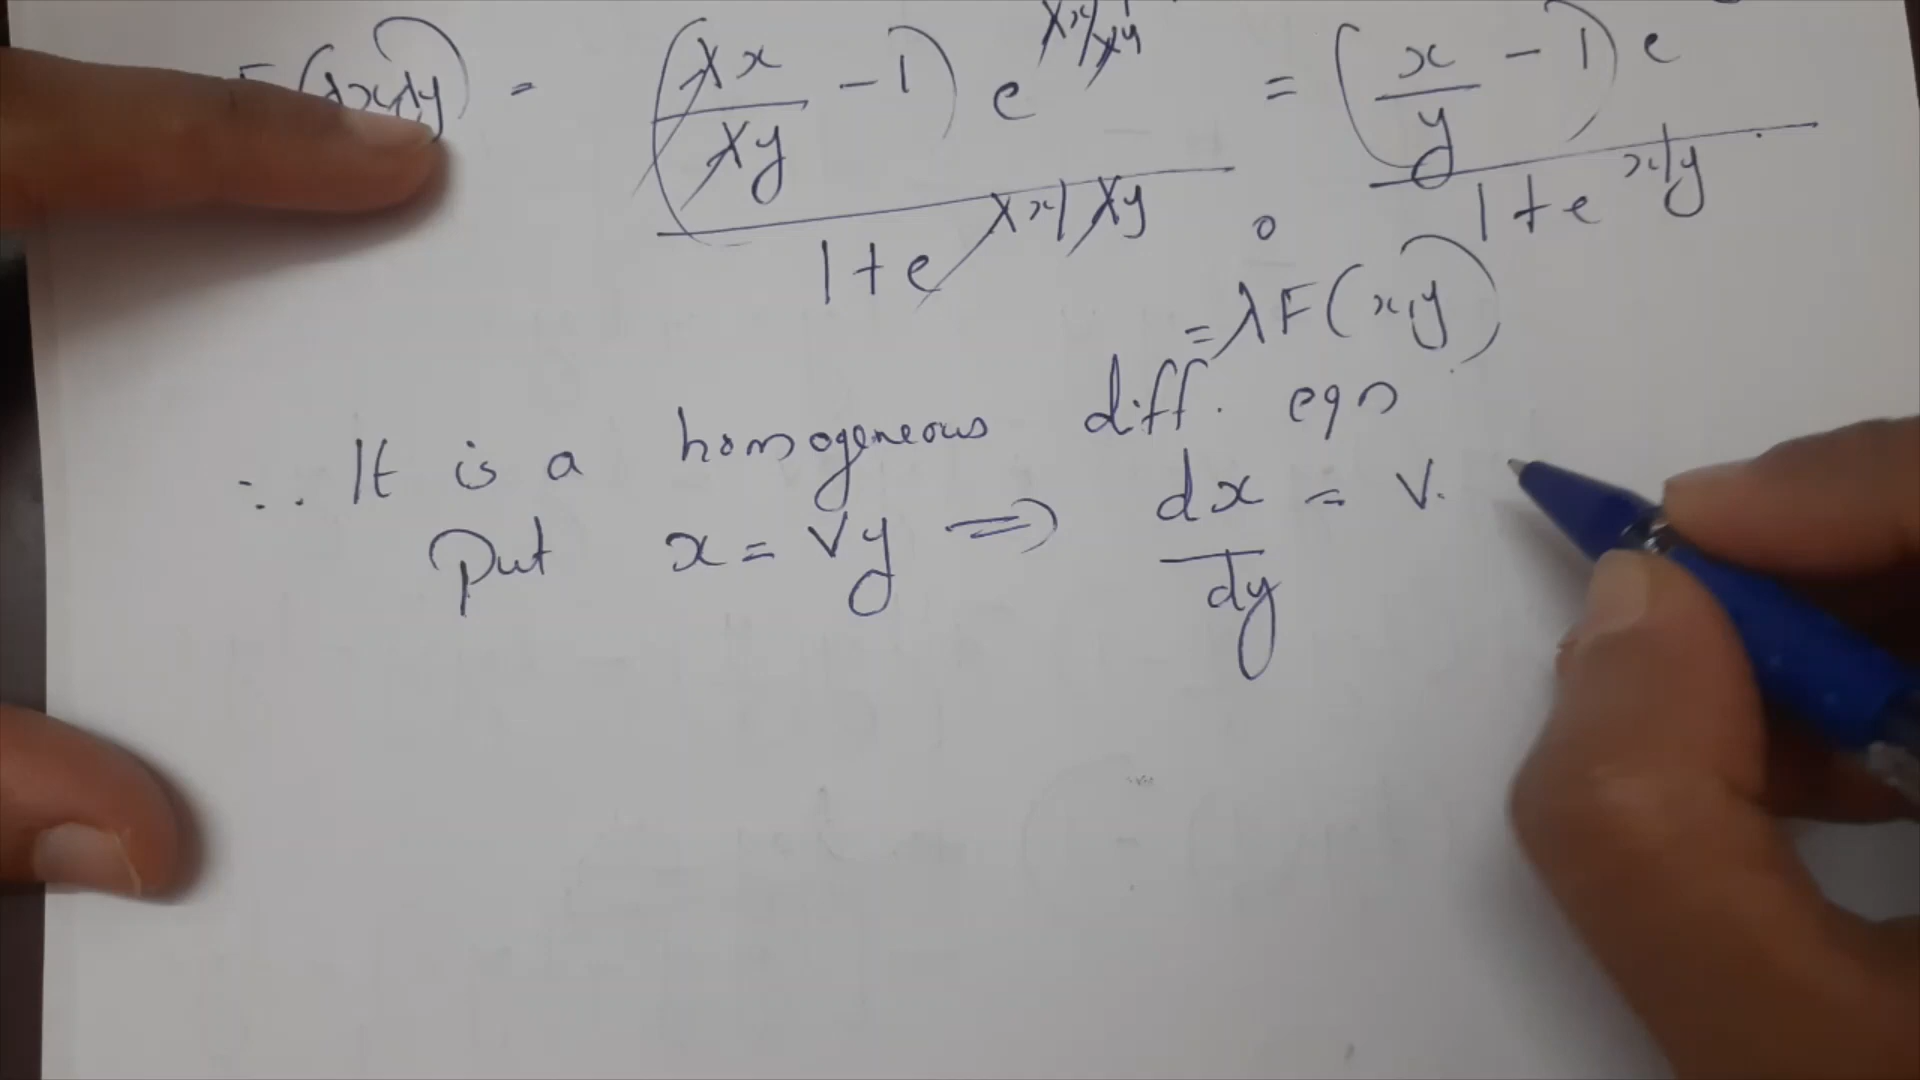 F(λx,λy) = (λx/λy - 1) e^λx/λy / 1+e^λx/λy = (x/y - 1) e / 1+e^x/y
= λ^0 F(x,y)
∴ It is a homogeneous diff. eqn
Put x = vy ⇒ dx/dy = v.